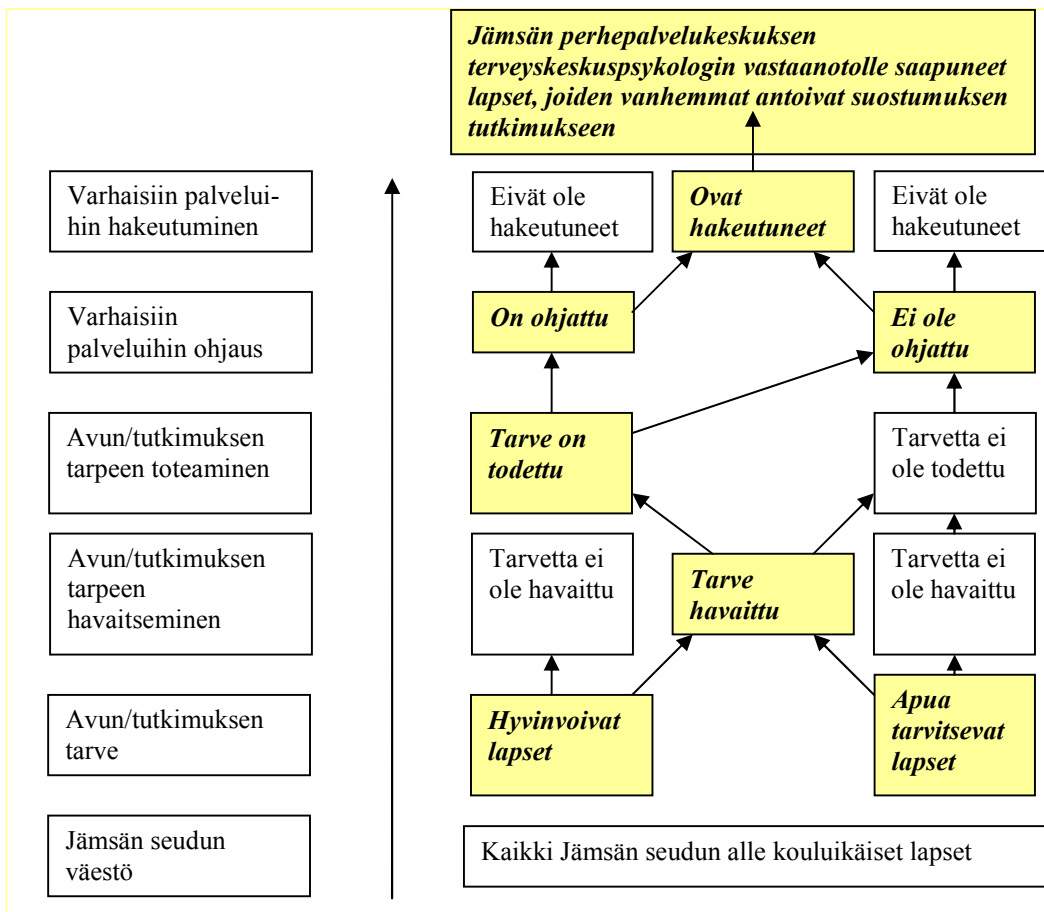 Jämsän perhepalvelukeskuksen
terveyskeskuspsykologin vastaanotolle saapuneet
lapset, joiden vanhemmat antoivat suostumuksen
tutkimukseen
Varhaisiin palvelui-
hin hakeutuminen
Eivät ole
hakeutuneet
Ovat
hakeutuneet
Eivät ole
hakeutuneet
Varhaisiin
palveluihin ohjaus
On ohjattu
Ei ole
ohjattu
Avun/tutkimuksen
tarpeen toteaminen
Tarve on
todettu
Tarvetta ei
ole todettu
Avun/tutkimuksen
tarpeen
havaitseminen
Tarvetta ei
ole havaittu
Tarve
havaittu
Tarvetta ei
ole havaittu
Avun/tutkimuksen
tarve
Hyvinvoivat
lapset
Apua
tarvitsevat
lapset
Jämsän seudun
väestö
Kaikki Jämsän seudun alle kouluikäiset lapset